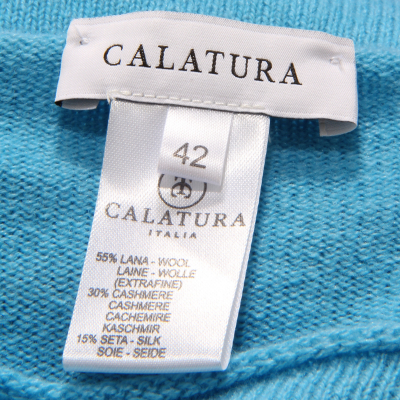 CALATURA
42
CALATURA
ITALIA
55% LANA - WOOL
LAINE - WOLLE
(EXTRAFINE)
30% CASHMERE
CASHMERE
CACHEMIRE
KASCHMIR
15% SETA - SILK
SOIE - SEIDE